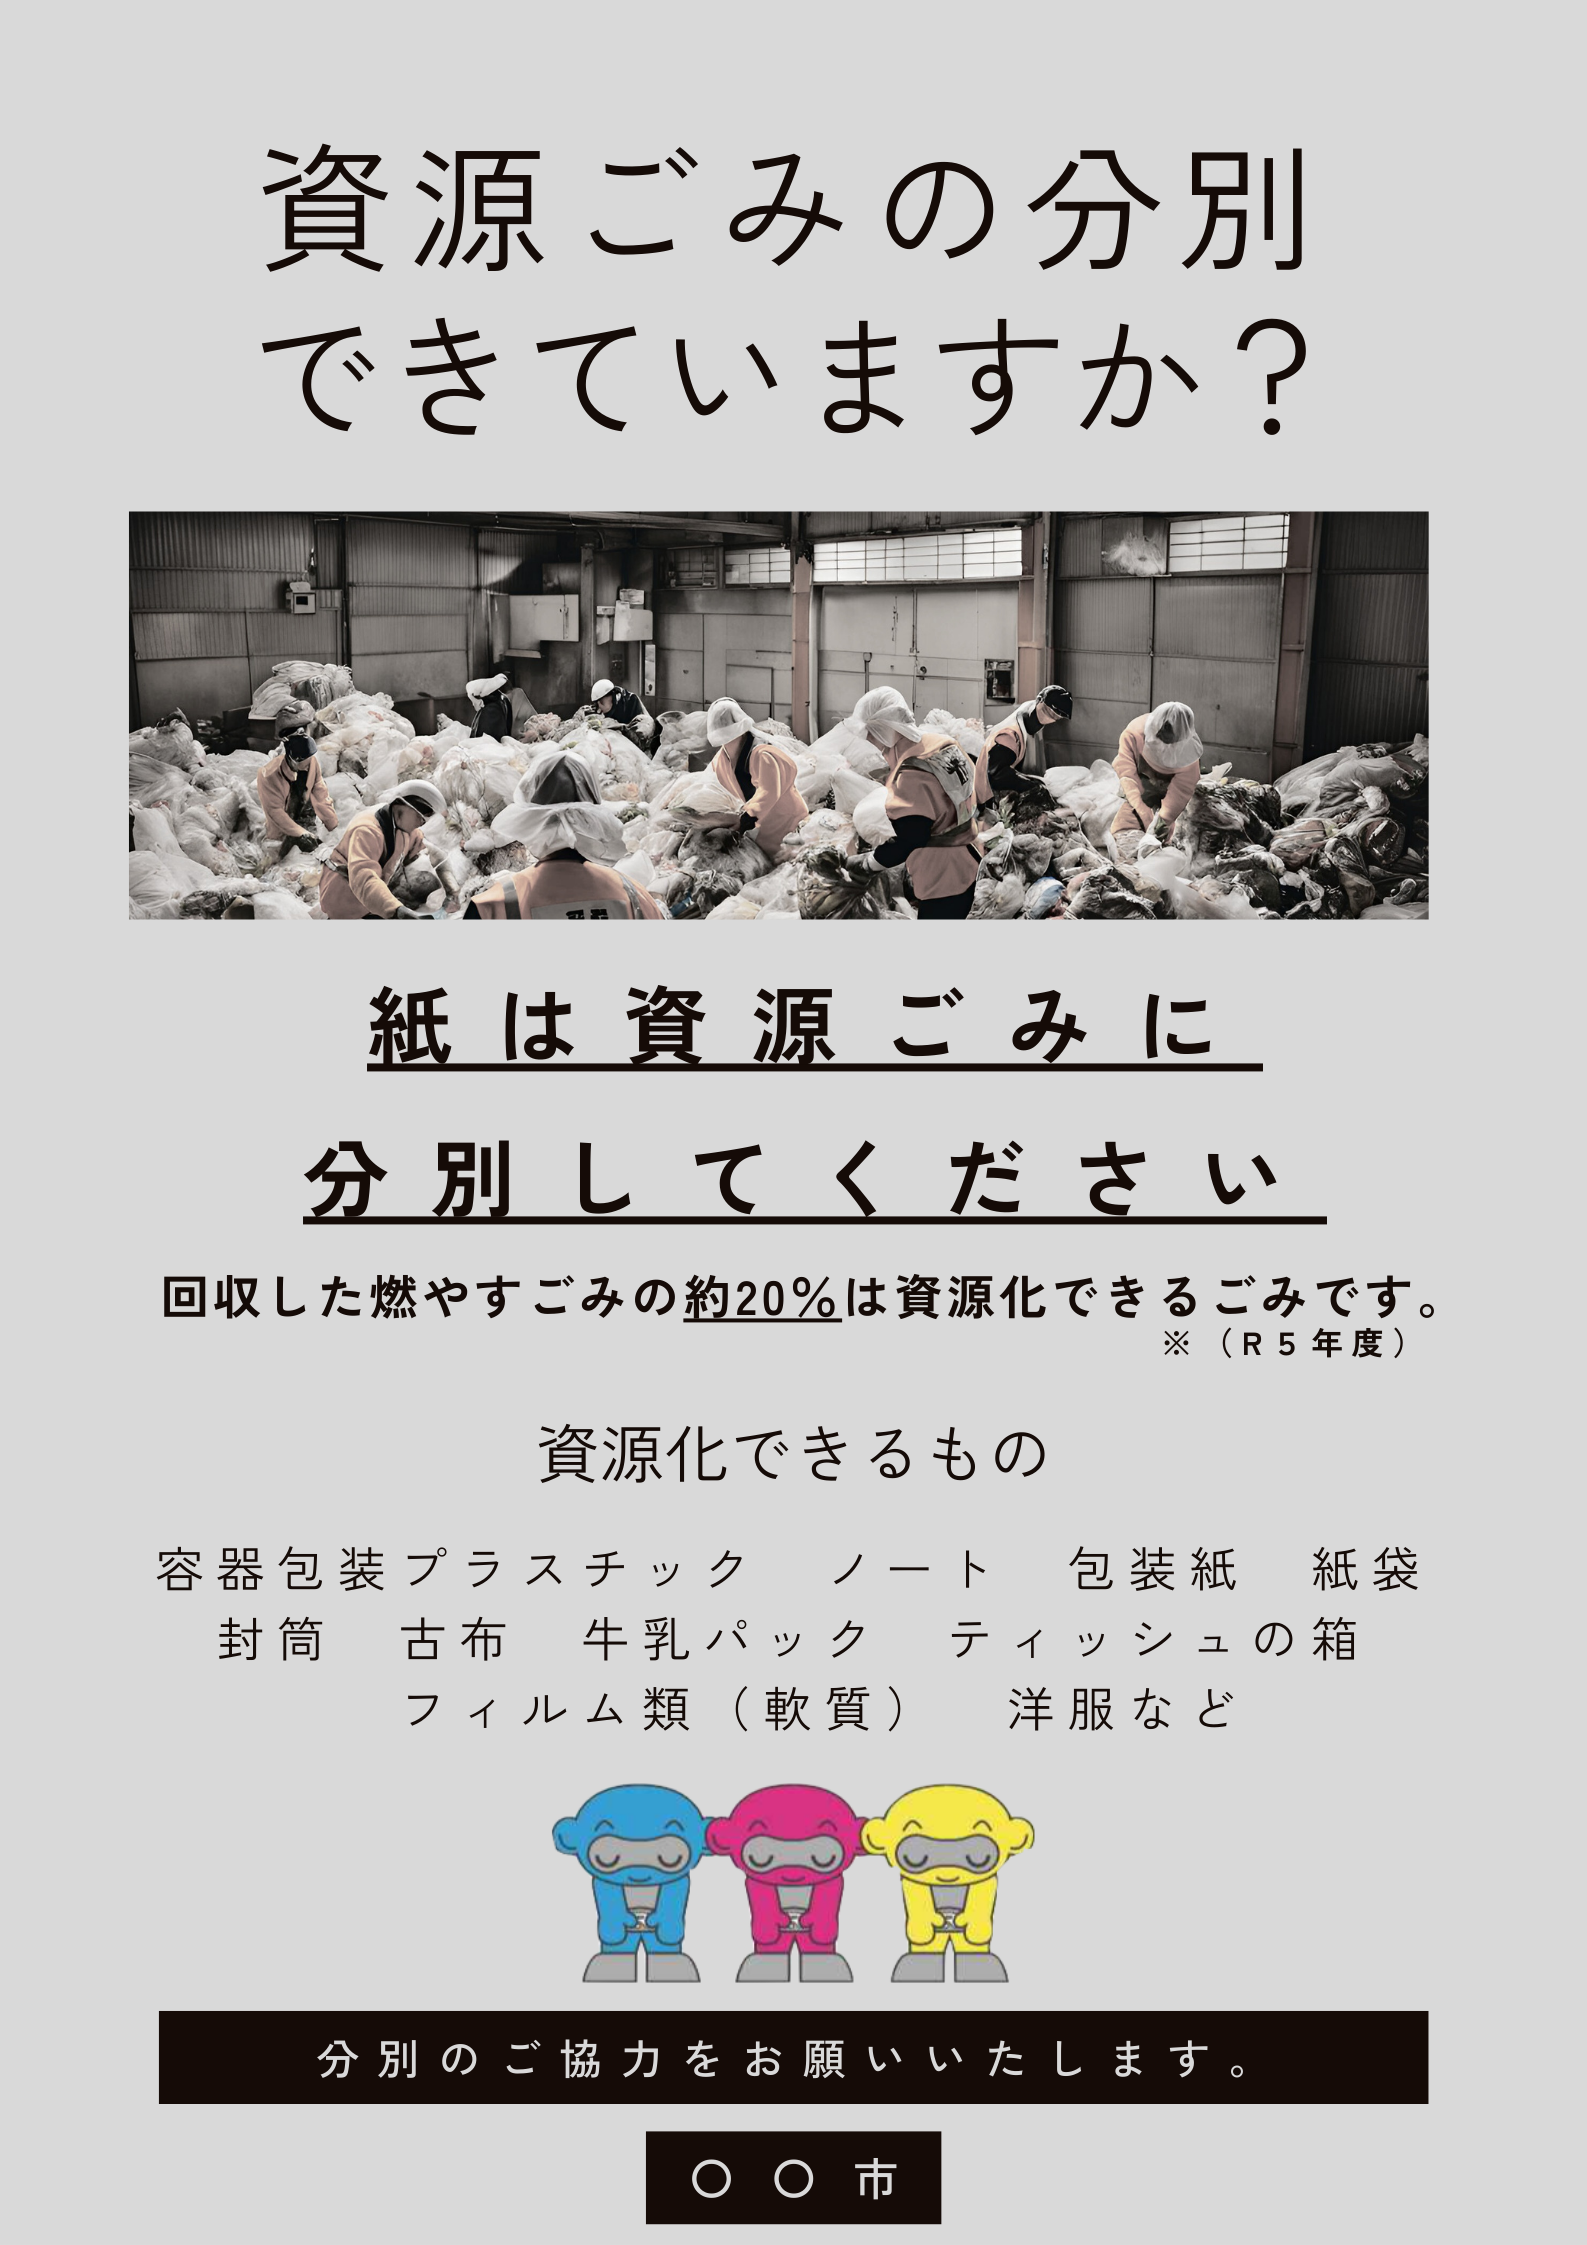 資源ごみの分別
できていますか？
紙は資源ごみに
分別してください
回収した燃やすごみの約20％は資源化できるごみです。
※（R５年度）
資源化できるもの
容器包装プラスチック　ノート　包装紙　紙袋
封筒　古布　牛乳パック　ティッシュの箱
フィルム類（軟質）　洋服など
分別のご協力をお願いいたします。
〇〇市